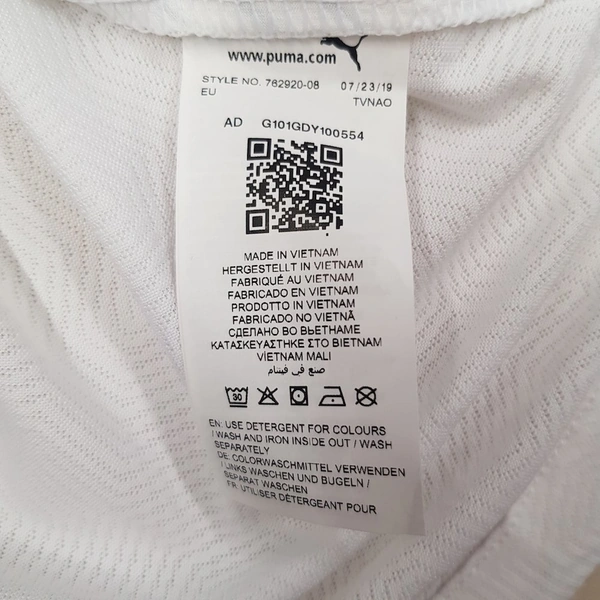 www.puma.com
STYLE NO. 762920-08 07/23/19
EU TVNAO
AD G101GDY100554
MADE IN VIETNAM
HERGESTELLT IN VIETNAM
FABRIQUÉ AU VIETNAM
FABRICADO EN VIETNAM
PRODOTTO IN VIETNAM
FABRICADO NO VIETNÃ
СДЕЛАНО ВО ВЬЕТНАМЕ
ΚΑΤΑΣΚΕΥΑΣΤΗΚΕ ΣΤΟ ΒΙΕΤΝΑΜ
VİETNAM MALI
صنع في فيتنام
30
EN: USE DETERGENT FOR COLOURS
/ WASH AND IRON INSIDE OUT / WASH
SEPARATELY
DE: COLORWASCHMITTEL VERWENDEN
/ LINKS WASCHEN UND BUGELN /
SEPARAT WASCHEN
FR: UTILISER DÉTERGEANT POUR